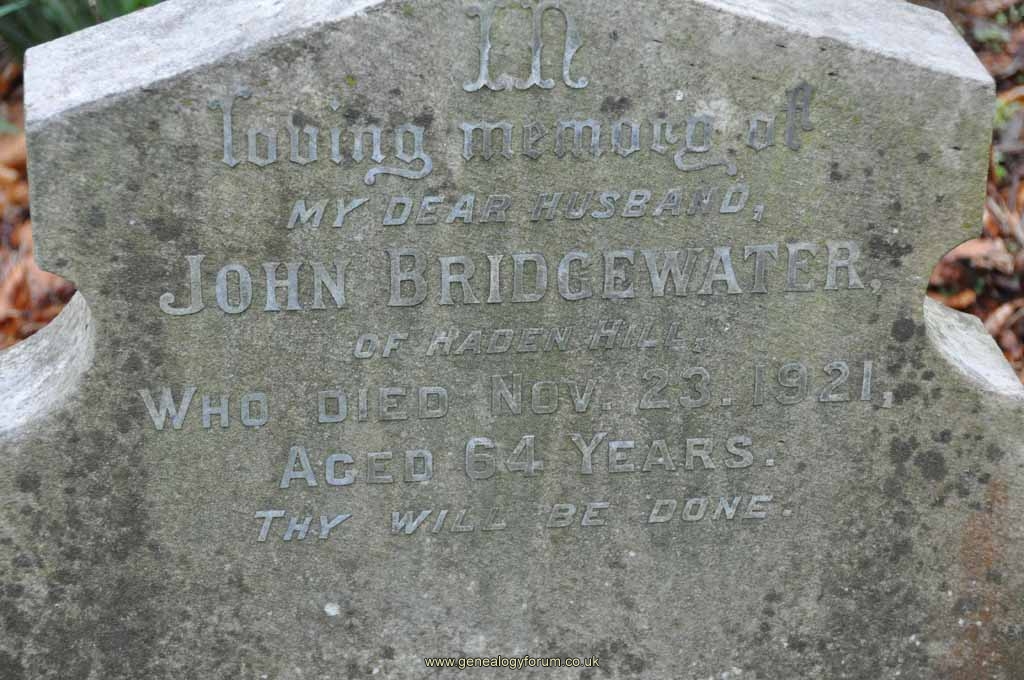 In
loving memory of
MY DEAR HUSBAND,
JOHN BRIDGEWATER,
OF HADEN HILL,
WHO DIED NOV. 23. 1921,
AGED 64 YEARS.
THY WILL BE DONE.
www.genealogyforum.co.uk